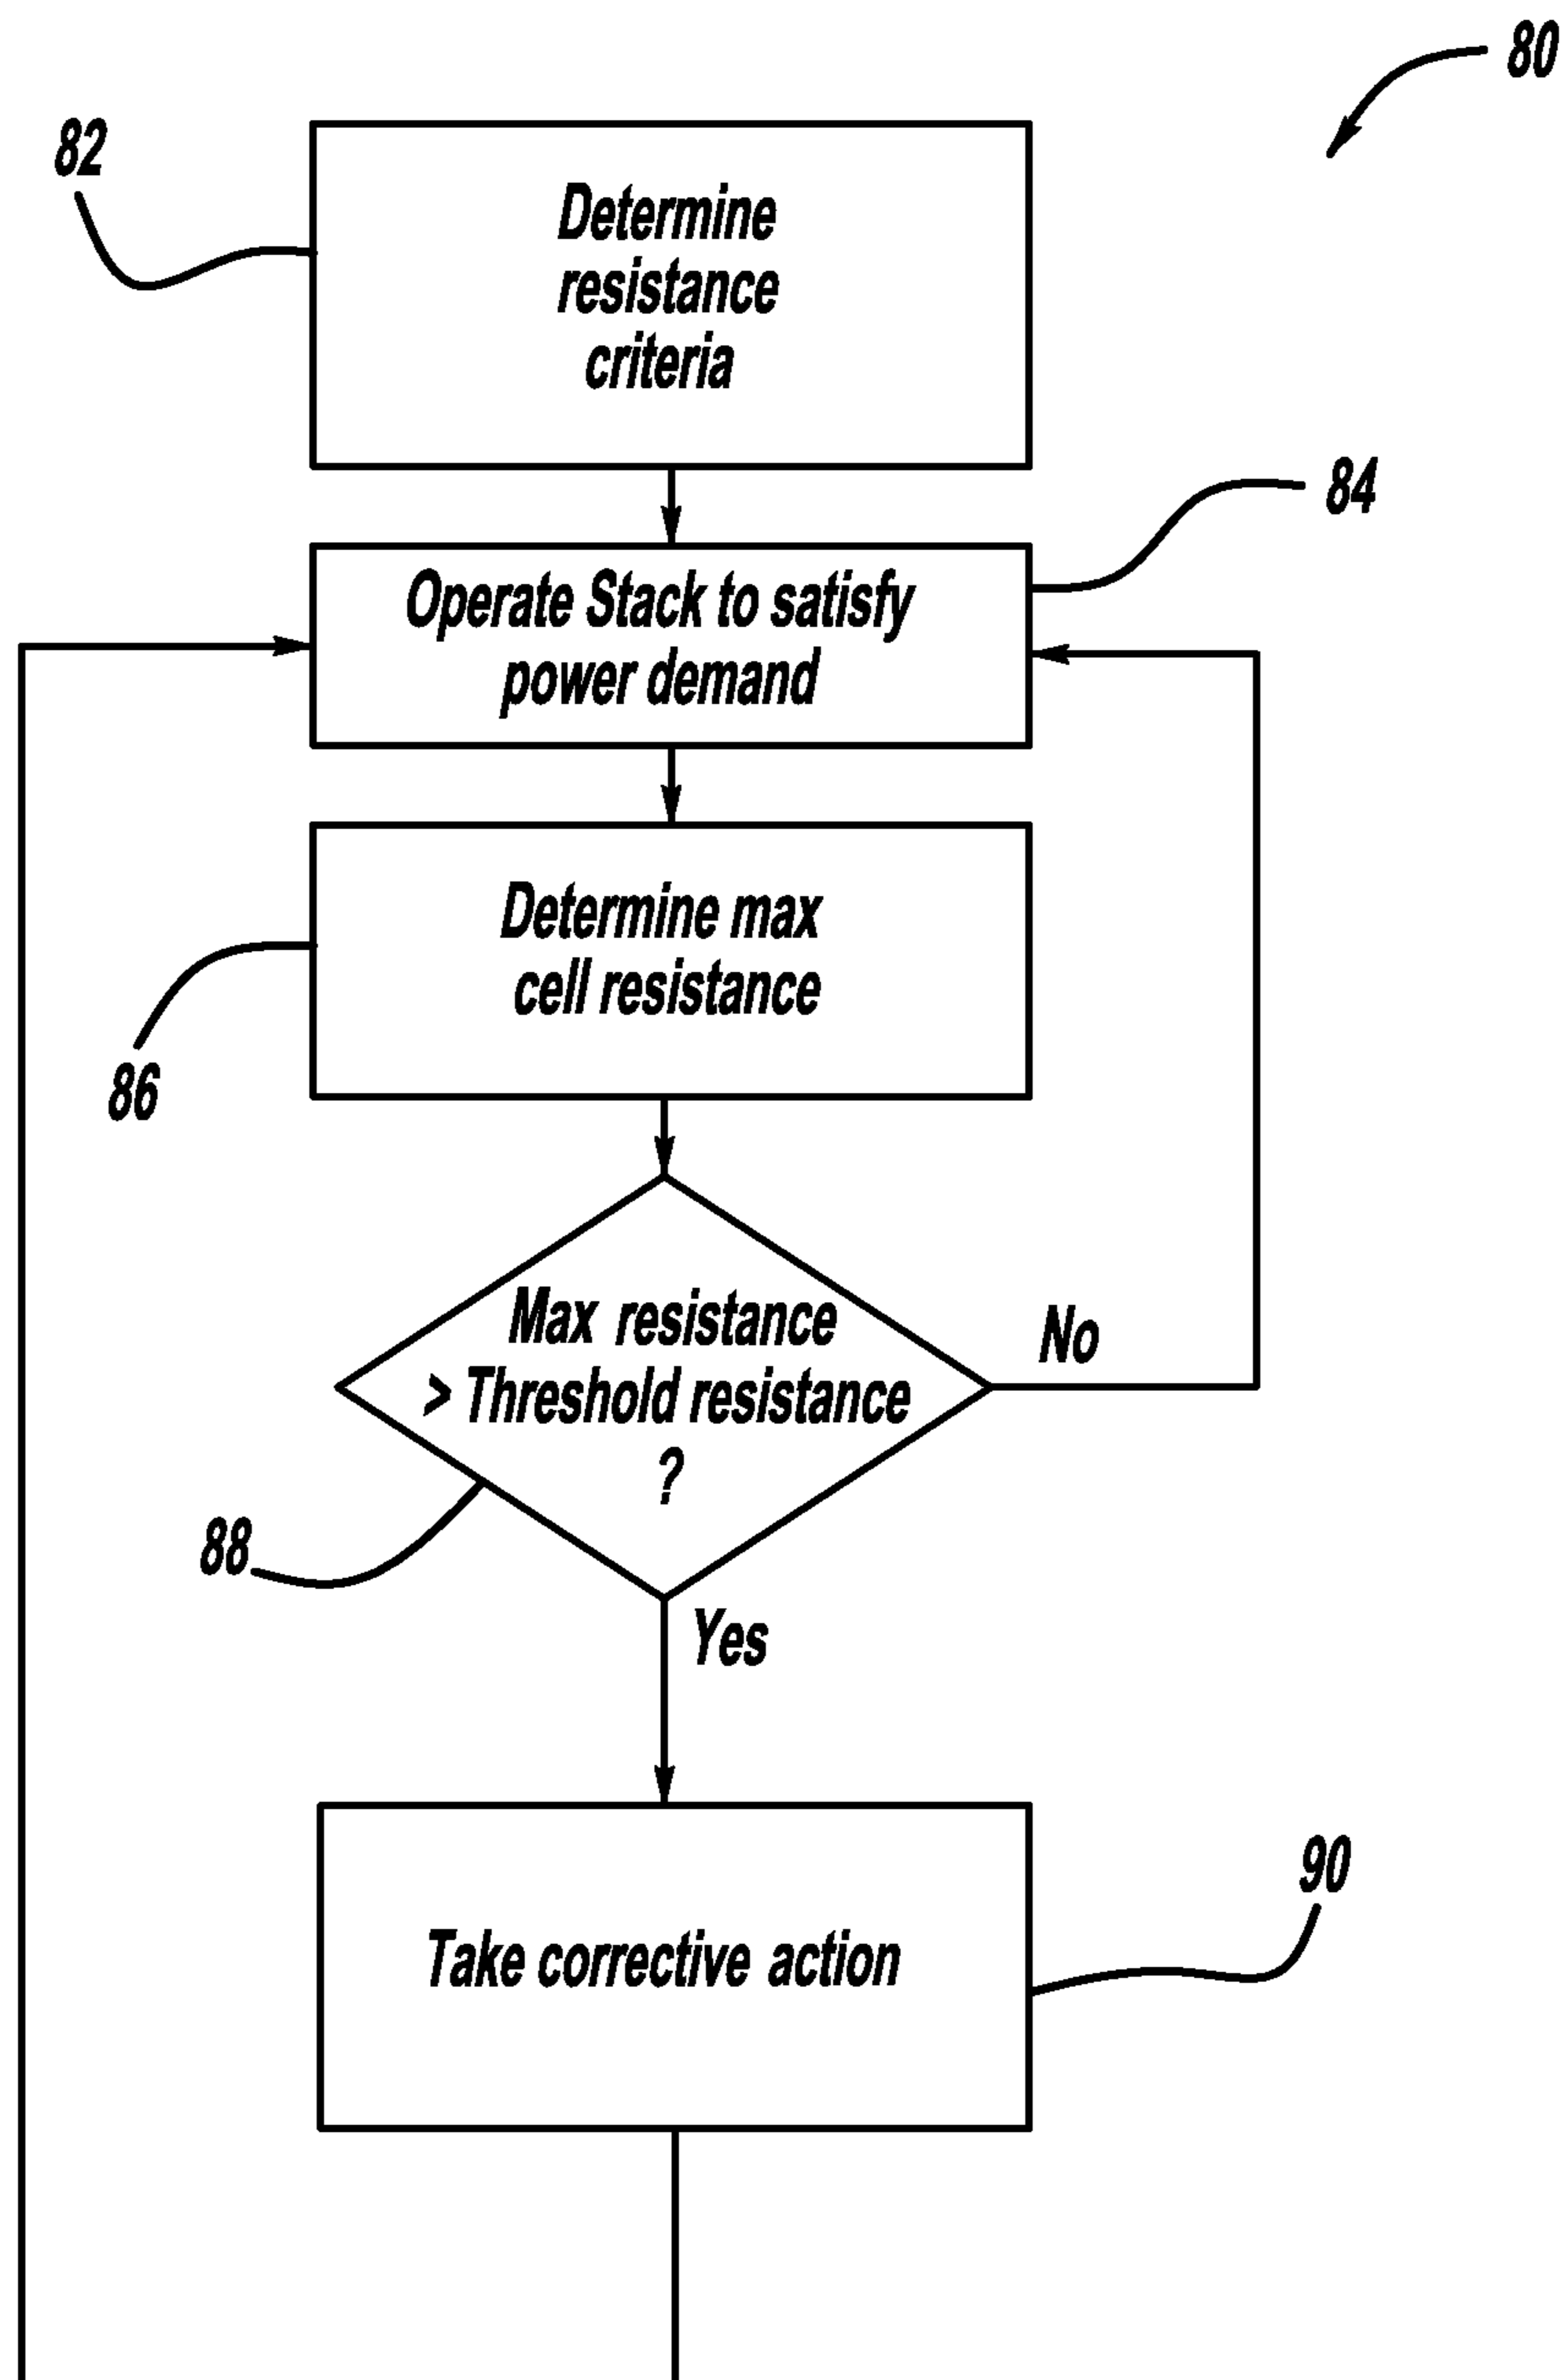 80
82
Determine
resistance
criteria
84
Operate Stack to satisfy
power demand
Determine max
cell resistance
86
Max resistance
> Threshold resistance
?
No
88
Yes
90
Take corrective action